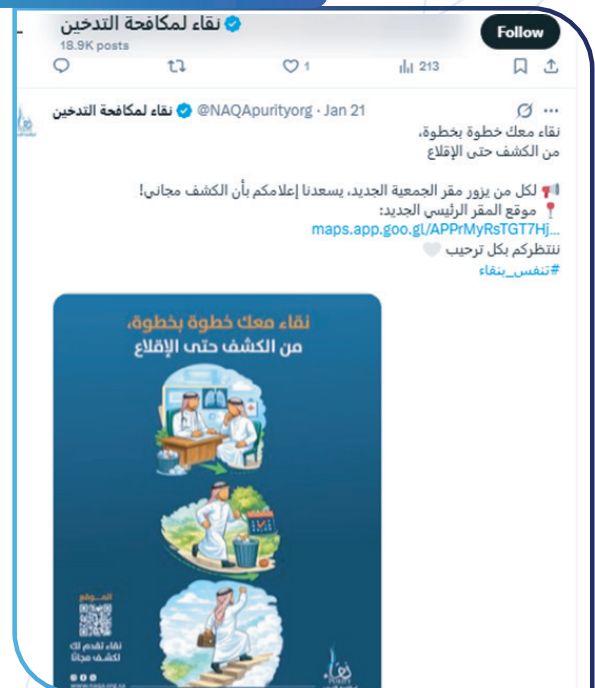 نقاء لمكافحة التدخين
18.9K posts
Follow
1
213
نقاء لمكافحة التدخين @NAQApurityorg · Jan 21
نقاء معك خطوة بخطوة،
من الكشف حتى الإقلاع
لكل من يزور مقر الجمعية الجديد، يسعدنا إعلامكم بأن الكشف مجاني!
موقع المقر الرئيسي الجديد:
maps.app.goo.gl/APPrMyRsTGT7Hj...
ننتظركم بكل ترحيب
#تنفس_بنقاء
نقاء معك خطوة بخطوة،
من الكشف حتى الإقلاع
الموقع
نقاء تقدم لك
الكشف مجانًا
www.naqa.org.sa
نقاء